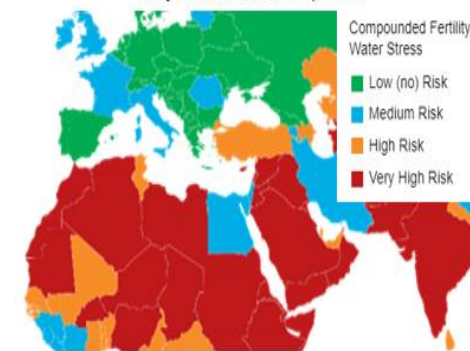 Compounded Fertility
Water Stress
Low (no) Risk
Medium Risk
High Risk
Very High Risk